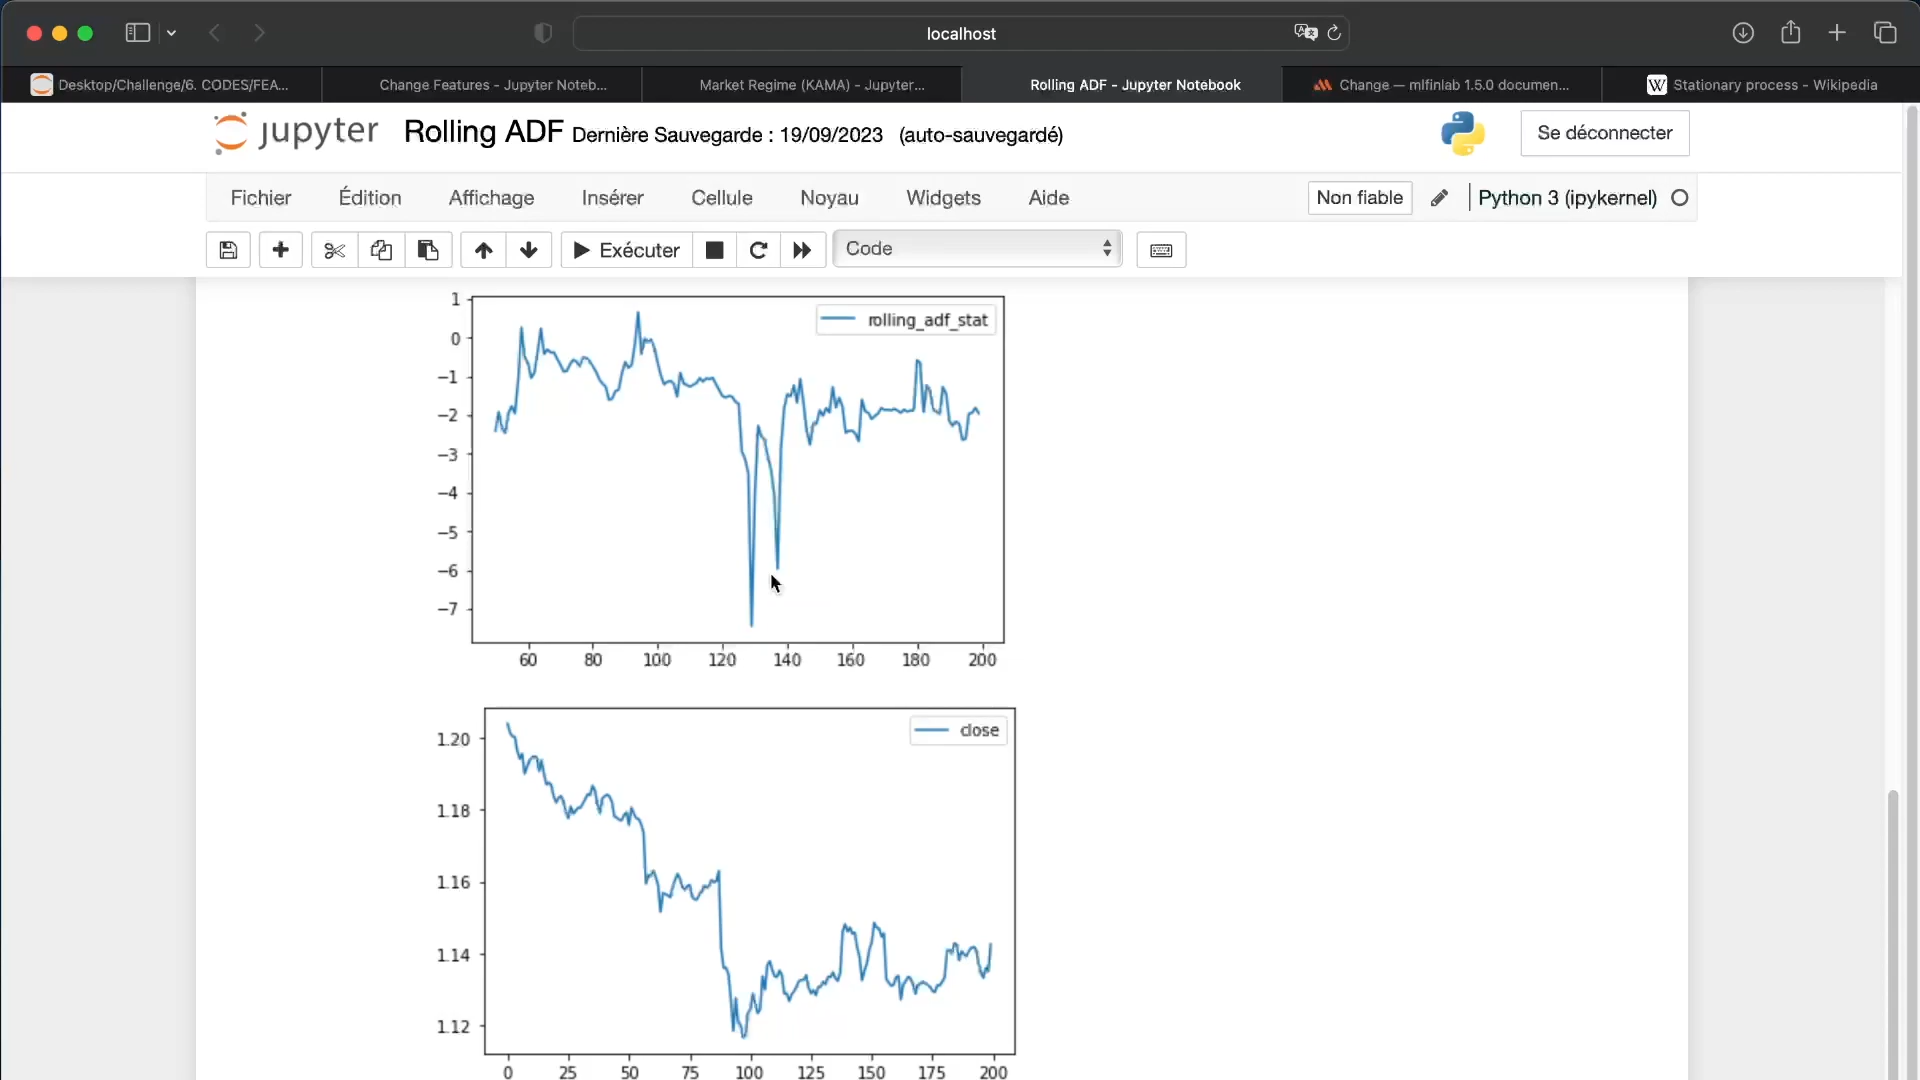 localhost
Desktop/Challenge/6. CODES/FEA...
Change Features - Jupyter Noteb...
Market Regime (KAMA) - Jupyter...
Rolling ADF - Jupyter Notebook
Change — mlfinlab 1.5.0 documen...
Stationary process - Wikipedia
jupyter Rolling ADF Dernière Sauvegarde : 19/09/2023 (auto-sauvegardé)
Se déconnecter
Fichier Édition Affichage Insérer Cellule Noyau Widgets Aide
Non fiable
Python 3 (ipykernel)
Exécuter
Code
rolling_adf_stat
1
0
−1
−2
−3
−4
−5
−6
−7
60 80 100 120 140 160 180 200
close
1.20
1.18
1.16
1.14
1.12
0 25 50 75 100 125 150 175 200